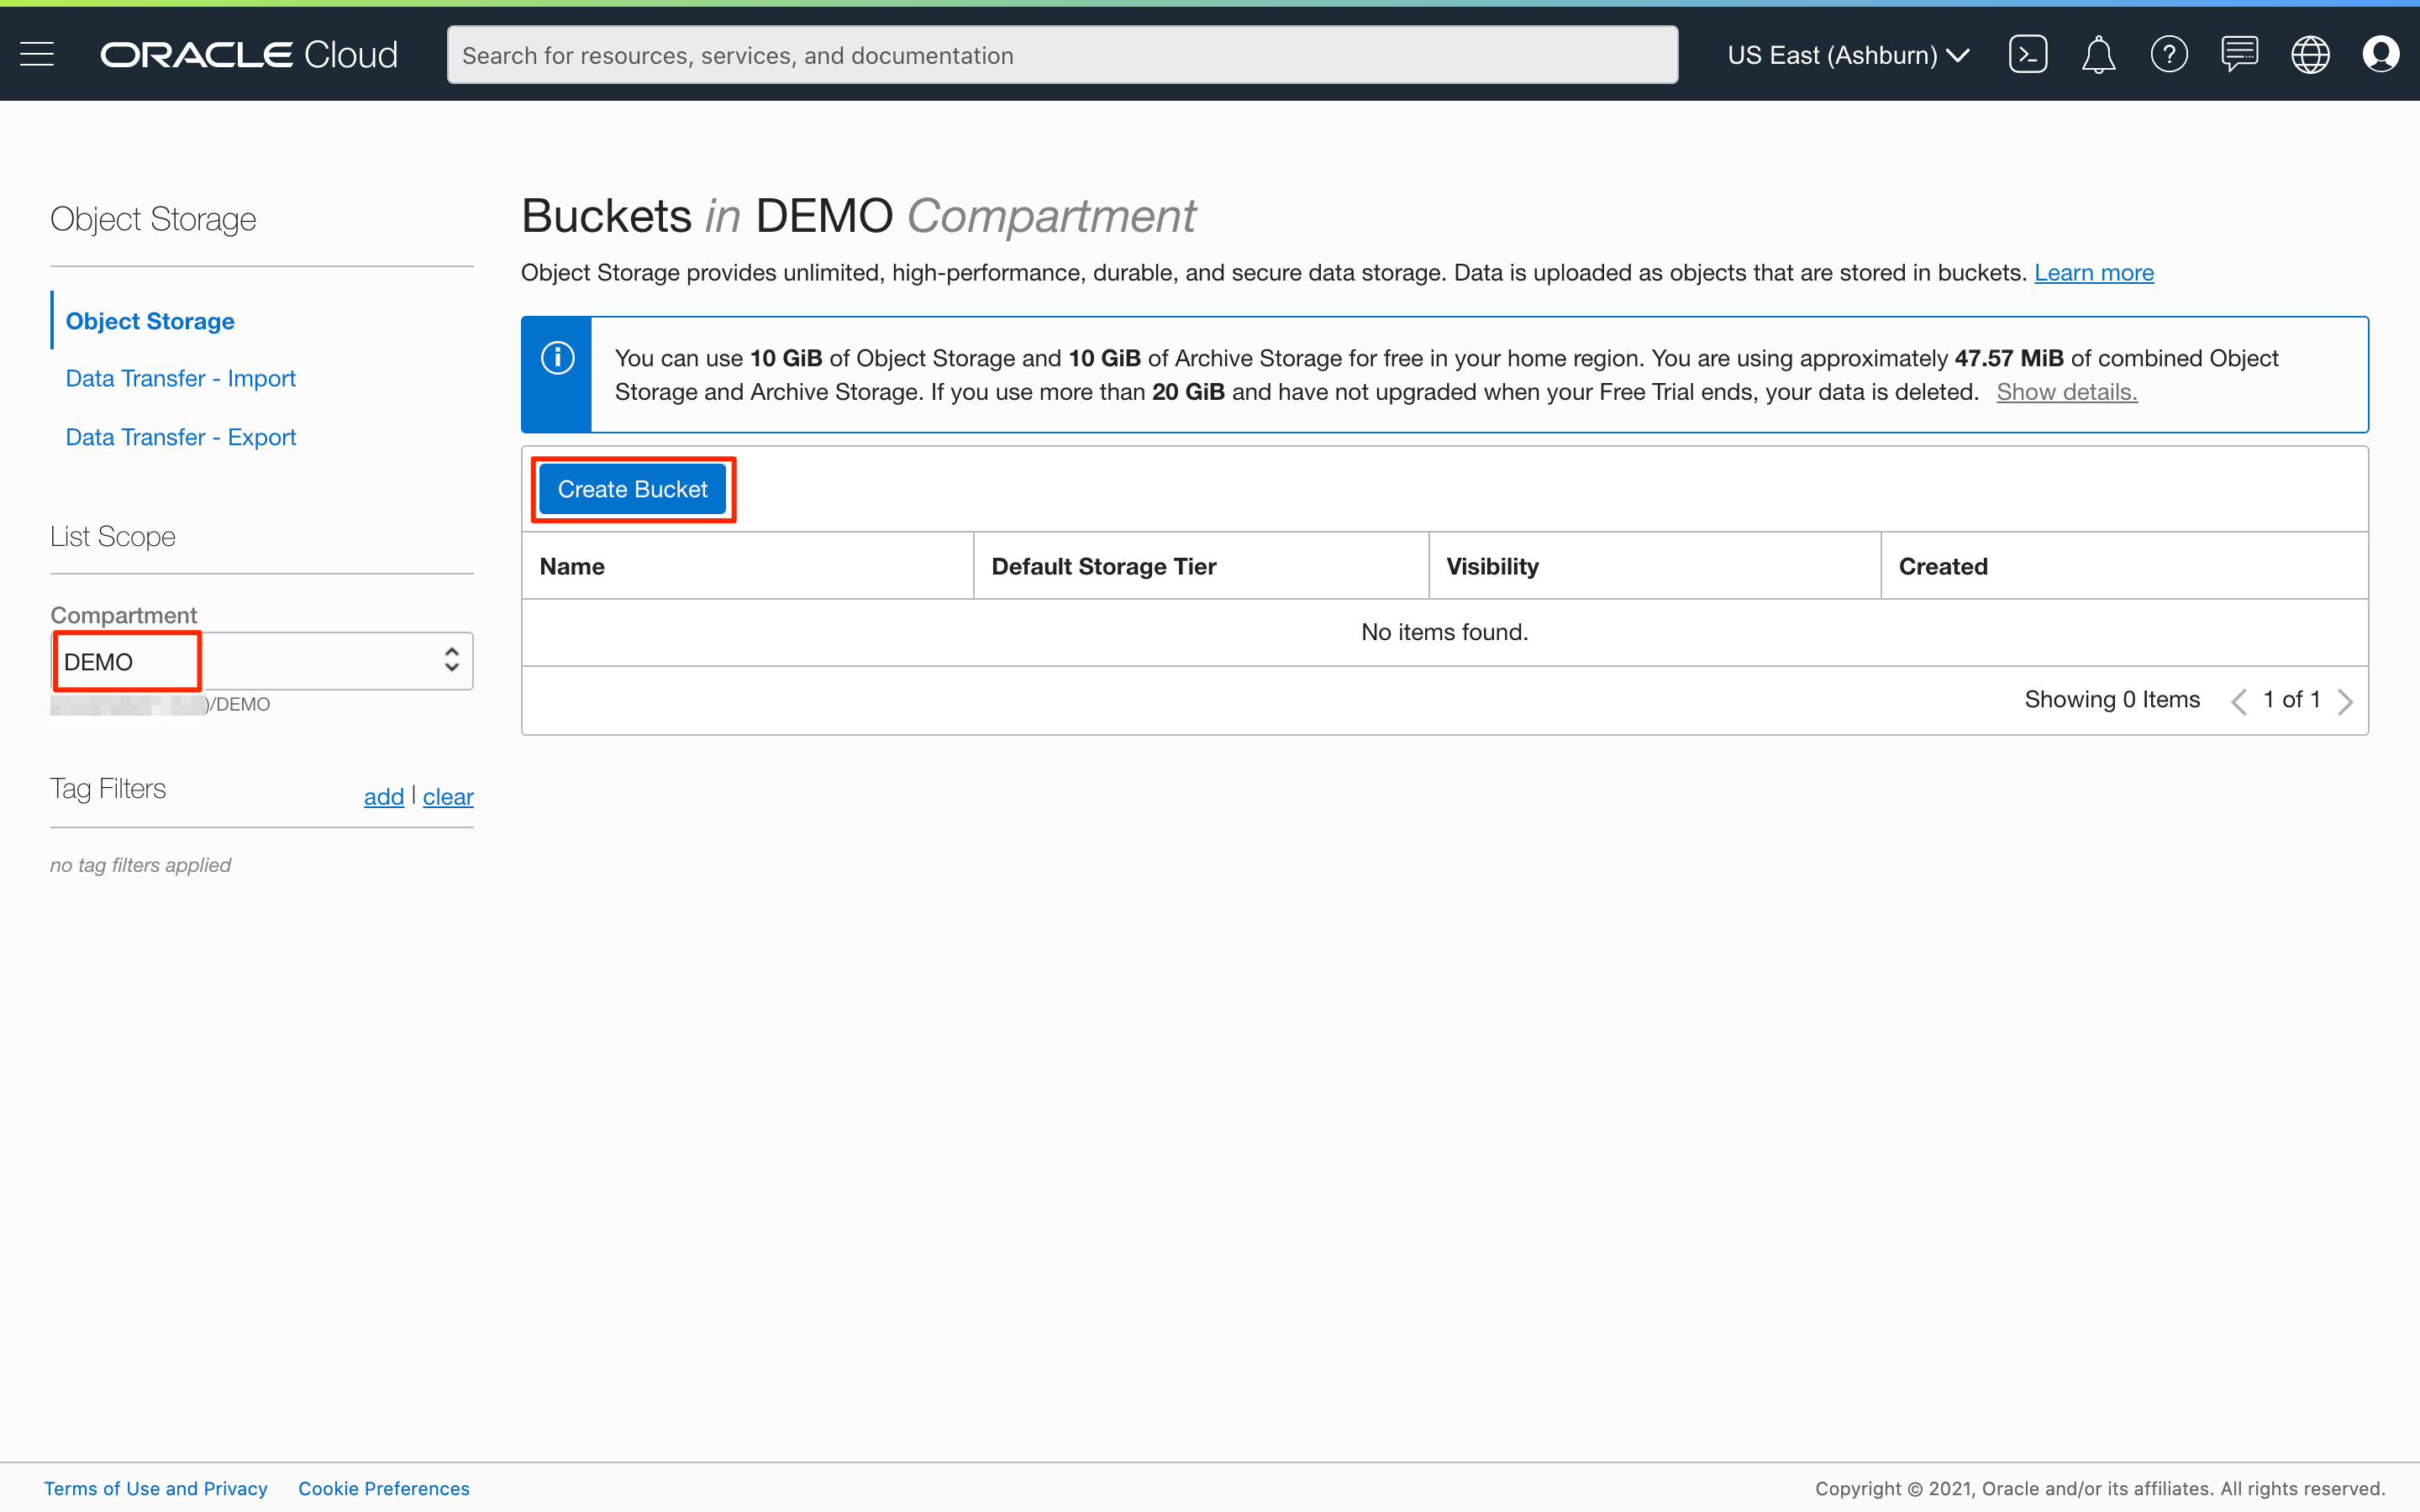 ORACLE Cloud
Search for resources, services, and documentation
US East (Ashburn)
Object Storage
Object Storage
Data Transfer - Import
Data Transfer - Export
List Scope
Compartment
DEMO
)/DEMO
Tag Filters
add | clear
no tag filters applied
Buckets in DEMO Compartment
Object Storage provides unlimited, high-performance, durable, and secure data storage. Data is uploaded as objects that are stored in buckets. Learn more
You can use 10 GiB of Object Storage and 10 GiB of Archive Storage for free in your home region. You are using approximately 47.57 MiB of combined Object
Storage and Archive Storage. If you use more than 20 GiB and have not upgraded when your Free Trial ends, your data is deleted. Show details.
Create Bucket
Name Default Storage Tier Visibility Created
No items found.
Showing 0 Items 1 of 1
Terms of Use and Privacy Cookie Preferences
Copyright © 2021, Oracle and/or its affiliates. All rights reserved.